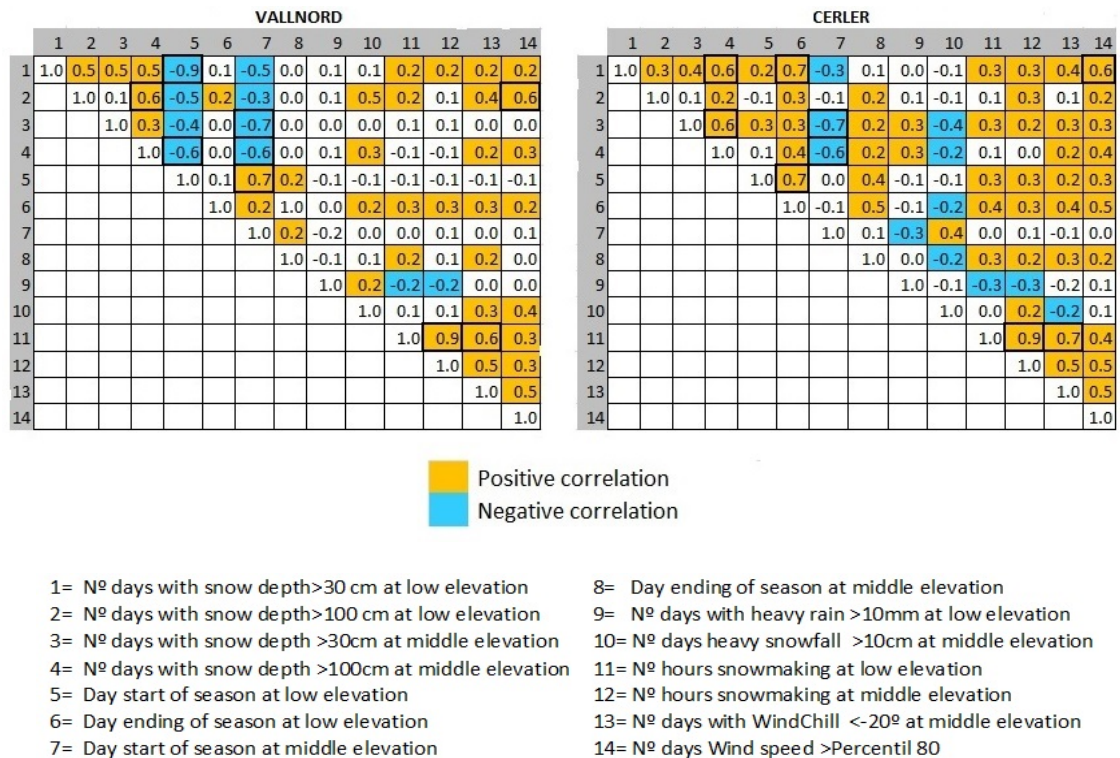 VALLNORD
1 2 3 4 5 6 7 8 9 10 11 12 13 14
1 1.0 0.5 0.5 0.5 -0.9 0.1 -0.5 0.0 0.1 0.1 0.2 0.2 0.2 0.2
2 1.0 0.1 0.6 -0.5 0.2 -0.3 0.0 0.1 0.5 0.2 0.1 0.4 0.6
3 1.0 0.3 -0.4 0.0 -0.7 0.0 0.0 0.0 0.1 0.1 0.0 0.0
4 1.0 -0.6 0.0 -0.6 0.0 0.1 0.3 -0.1 -0.1 0.2 0.3
5 1.0 0.1 0.7 0.2 -0.1 -0.1 -0.1 -0.1 -0.1 -0.1
6 1.0 0.2 1.0 0.0 0.2 0.3 0.3 0.3 0.2
7 1.0 0.2 -0.2 0.0 0.0 0.1 0.0 0.1
8 1.0 -0.1 0.1 0.2 0.1 0.2 0.0
9 1.0 0.2 -0.2 -0.2 0.0 0.0
10 1.0 0.1 0.1 0.3 0.4
11 1.0 0.9 0.6 0.3
12 1.0 0.5 0.3
13 1.0 0.5
14 1.0
CERLER
1 2 3 4 5 6 7 8 9 10 11 12 13 14
1 1.0 0.3 0.4 0.6 0.2 0.7 -0.3 0.1 0.0 -0.1 0.3 0.3 0.4 0.6
2 1.0 0.1 0.2 -0.1 0.3 -0.1 0.2 0.1 -0.1 0.1 0.3 0.1 0.2
3 1.0 0.6 0.3 0.3 -0.7 0.2 0.3 -0.4 0.3 0.2 0.3 0.3
4 1.0 0.1 0.4 -0.6 0.2 0.3 -0.2 0.1 0.0 0.2 0.4
5 1.0 0.7 0.0 0.4 -0.1 -0.1 0.3 0.3 0.2 0.3
6 1.0 -0.1 0.5 -0.1 -0.2 0.4 0.3 0.4 0.5
7 1.0 0.1 -0.3 0.4 0.0 0.1 -0.1 0.0
8 1.0 0.0 -0.2 0.3 0.2 0.3 0.2
9 1.0 -0.1 -0.3 -0.3 -0.2 0.1
10 1.0 0.0 0.2 -0.2 0.1
11 1.0 0.9 0.7 0.4
12 1.0 0.5 0.5
13 1.0 0.5
14 1.0
Positive correlation
Negative correlation
1= Nº days with snow depth>30 cm at low elevation
2= Nº days with snow depth>100 cm at low elevation
3= Nº days with snow depth >30cm at middle elevation
4= Nº days with snow depth >100cm at middle elevation
5= Day start of season at low elevation
6= Day ending of season at low elevation
7= Day start of season at middle elevation
8= Day ending of season at middle elevation
9= Nº days with heavy rain >10mm at low elevation
10= Nº days heavy snowfall >10cm at middle elevation
11= Nº hours snowmaking at low elevation
12= Nº hours snowmaking at middle elevation
13= Nº days with WindChill <-20º at middle elevation
14= Nº days Wind speed >Percentil 80